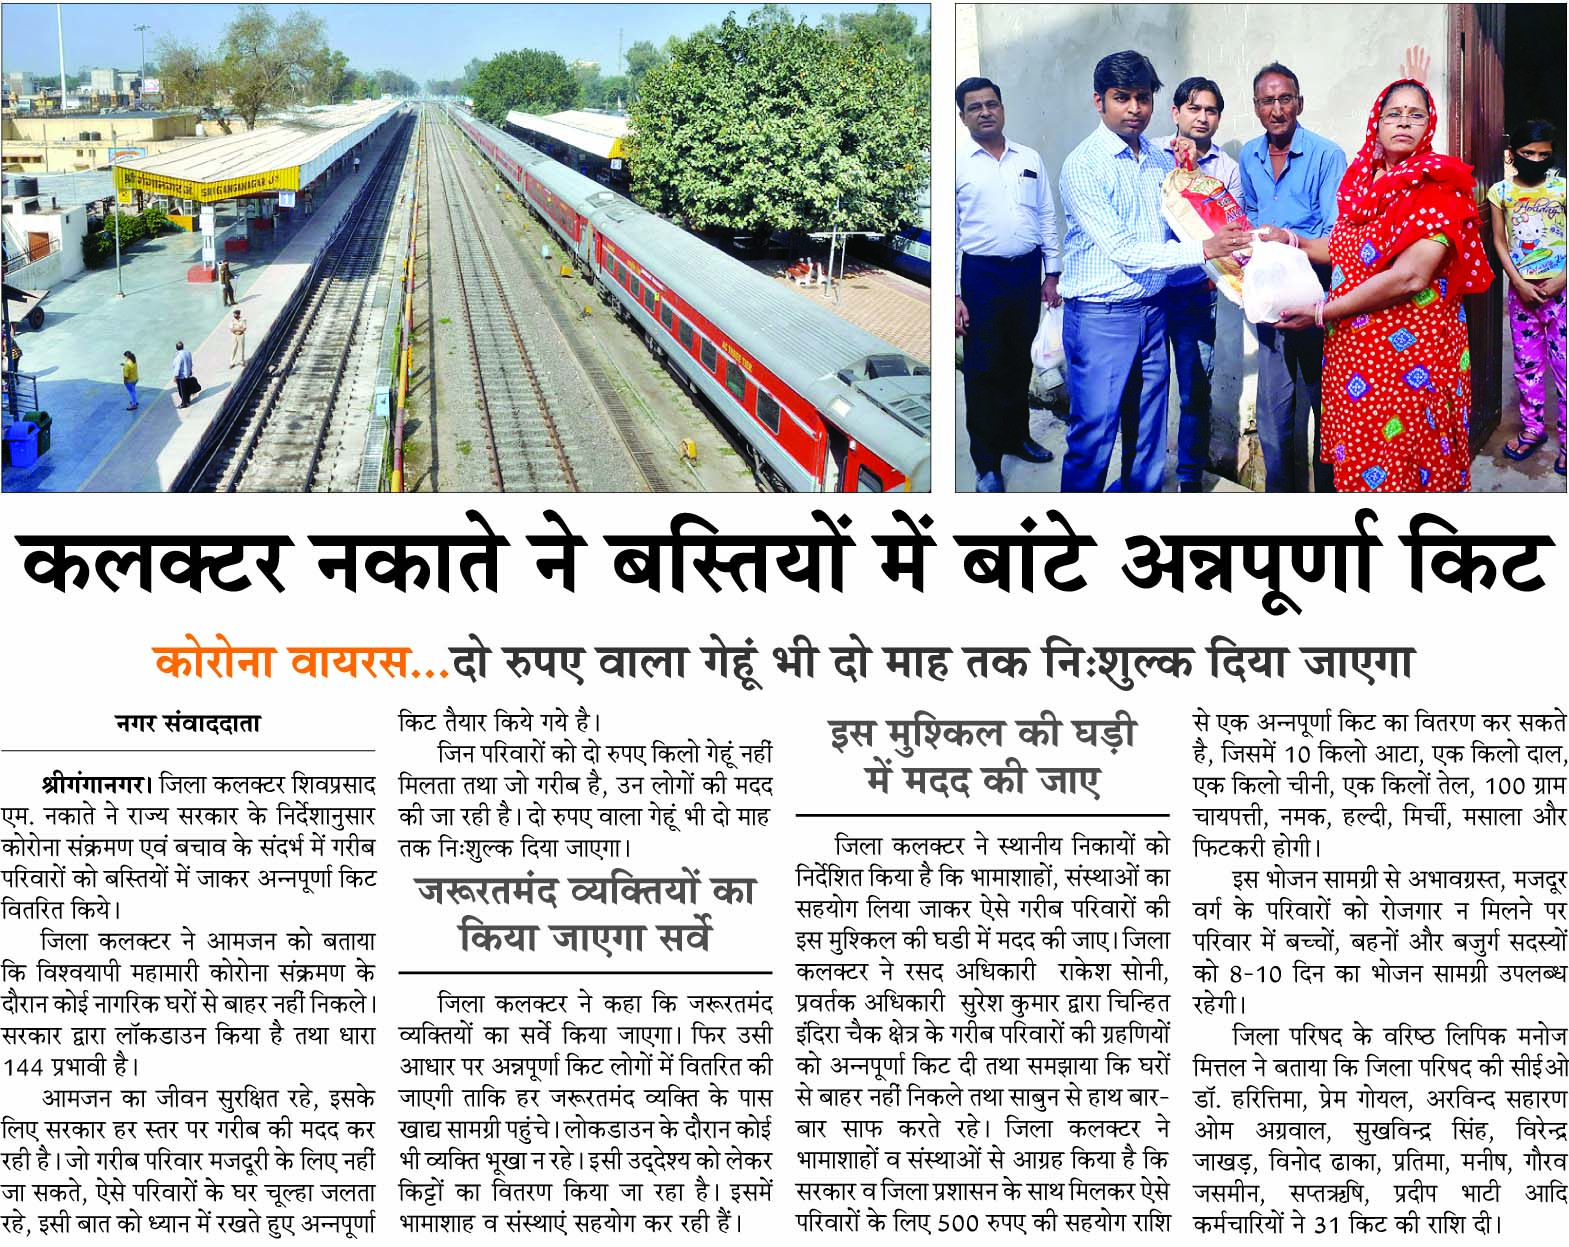 श्री गंगानगर जं.
SRIGANGANAGAR JN
1
AC THREE TIER
Holiday
कलक्टर नकाते ने बस्तियों में बांटे अन्नपूर्णा किट
कोरोना वायरस...दो रुपए वाला गेहूं भी दो माह तक निःशुल्क दिया जाएगा
नगर संवाददाता
श्रीगंगानगर। जिला कलक्टर शिवप्रसाद
एम. नकाते ने राज्य सरकार के निर्देशानुसार
कोरोना संक्रमण एवं बचाव के संदर्भ में गरीब
परिवारों को बस्तियों में जाकर अन्नपूर्णा किट
वितरित किये।
जिला कलक्टर ने आमजन को बताया
कि विश्वयापी महामारी कोरोना संक्रमण के
दौरान कोई नागरिक घरों से बाहर नहीं निकले।
सरकार द्वारा लॉकडाउन किया है तथा धारा
144 प्रभावी है।
आमजन का जीवन सुरक्षित रहे, इसके
लिए सरकार हर स्तर पर गरीब की मदद कर
रही है। जो गरीब परिवार मजदूरी के लिए नहीं
जा सकते, ऐसे परिवारों के घर चूल्हा जलता
रहे, इसी बात को ध्यान में रखते हुए अन्नपूर्णा
किट तैयार किये गये है।
जिन परिवारों को दो रुपए किलो गेहूं नहीं
मिलता तथा जो गरीब है, उन लोगों की मदद
की जा रही है। दो रुपए वाला गेहूं भी दो माह
तक निःशुल्क दिया जाएगा।
जरूरतमंद व्यक्तियों का
किया जाएगा सर्वे
जिला कलक्टर ने कहा कि जरूरतमंद
व्यक्तियों का सर्वे किया जाएगा। फिर उसी
आधार पर अन्नपूर्णा किट लोगों में वितरित की
जाएगी ताकि हर जरूरतमंद व्यक्ति के पास
खाद्य सामग्री पहुंचे। लोकडाउन के दौरान कोई
भी व्यक्ति भूखा न रहे। इसी उद्देश्य को लेकर
किट्टों का वितरण किया जा रहा है। इसमें
भामाशाह व संस्थाएं सहयोग कर रही हैं।
इस मुश्किल की घड़ी
में मदद की जाए
जिला कलक्टर ने स्थानीय निकायों को
निर्देशित किया है कि भामाशाहों, संस्थाओं का
सहयोग लिया जाकर ऐसे गरीब परिवारों की
इस मुश्किल की घडी में मदद की जाए। जिला
कलक्टर ने रसद अधिकारी राकेश सोनी,
प्रवर्तक अधिकारी सुरेश कुमार द्वारा चिन्हित
इंदिरा चैक क्षेत्र के गरीब परिवारों की ग्रहणियों
को अन्नपूर्णा किट दी तथा समझाया कि घरों
से बाहर नहीं निकले तथा साबुन से हाथ बार-
बार साफ करते रहे। जिला कलक्टर ने
भामाशाहों व संस्थाओं से आग्रह किया है कि
सरकार व जिला प्रशासन के साथ मिलकर ऐसे
परिवारों के लिए 500 रुपए की सहयोग राशि
से एक अन्नपूर्णा किट का वितरण कर सकते
है, जिसमें 10 किलो आटा, एक किलो दाल,
एक किलो चीनी, एक किलों तेल, 100 ग्राम
चायपत्ती, नमक, हल्दी, मिर्ची, मसाला और
फिटकरी होगी।
इस भोजन सामग्री से अभावग्रस्त, मजदूर
वर्ग के परिवारों को रोजगार न मिलने पर
परिवार में बच्चों, बहनों और बजुर्ग सदस्यों
को 8-10 दिन का भोजन सामग्री उपलब्ध
रहेगी।
जिला परिषद के वरिष्ठ लिपिक मनोज
मित्तल ने बताया कि जिला परिषद की सीईओ
डॉ. हरित्तिमा, प्रेम गोयल, अरविन्द सहारण
ओम अग्रवाल, सुखविन्द्र सिंह, विरेन्द्र
जाखड़, विनोद ढाका, प्रतिमा, मनीष, गौरव
जसमीन, सप्तऋषि, प्रदीप भाटी आदि
कर्मचारियों ने 31 किट की राशि दी।